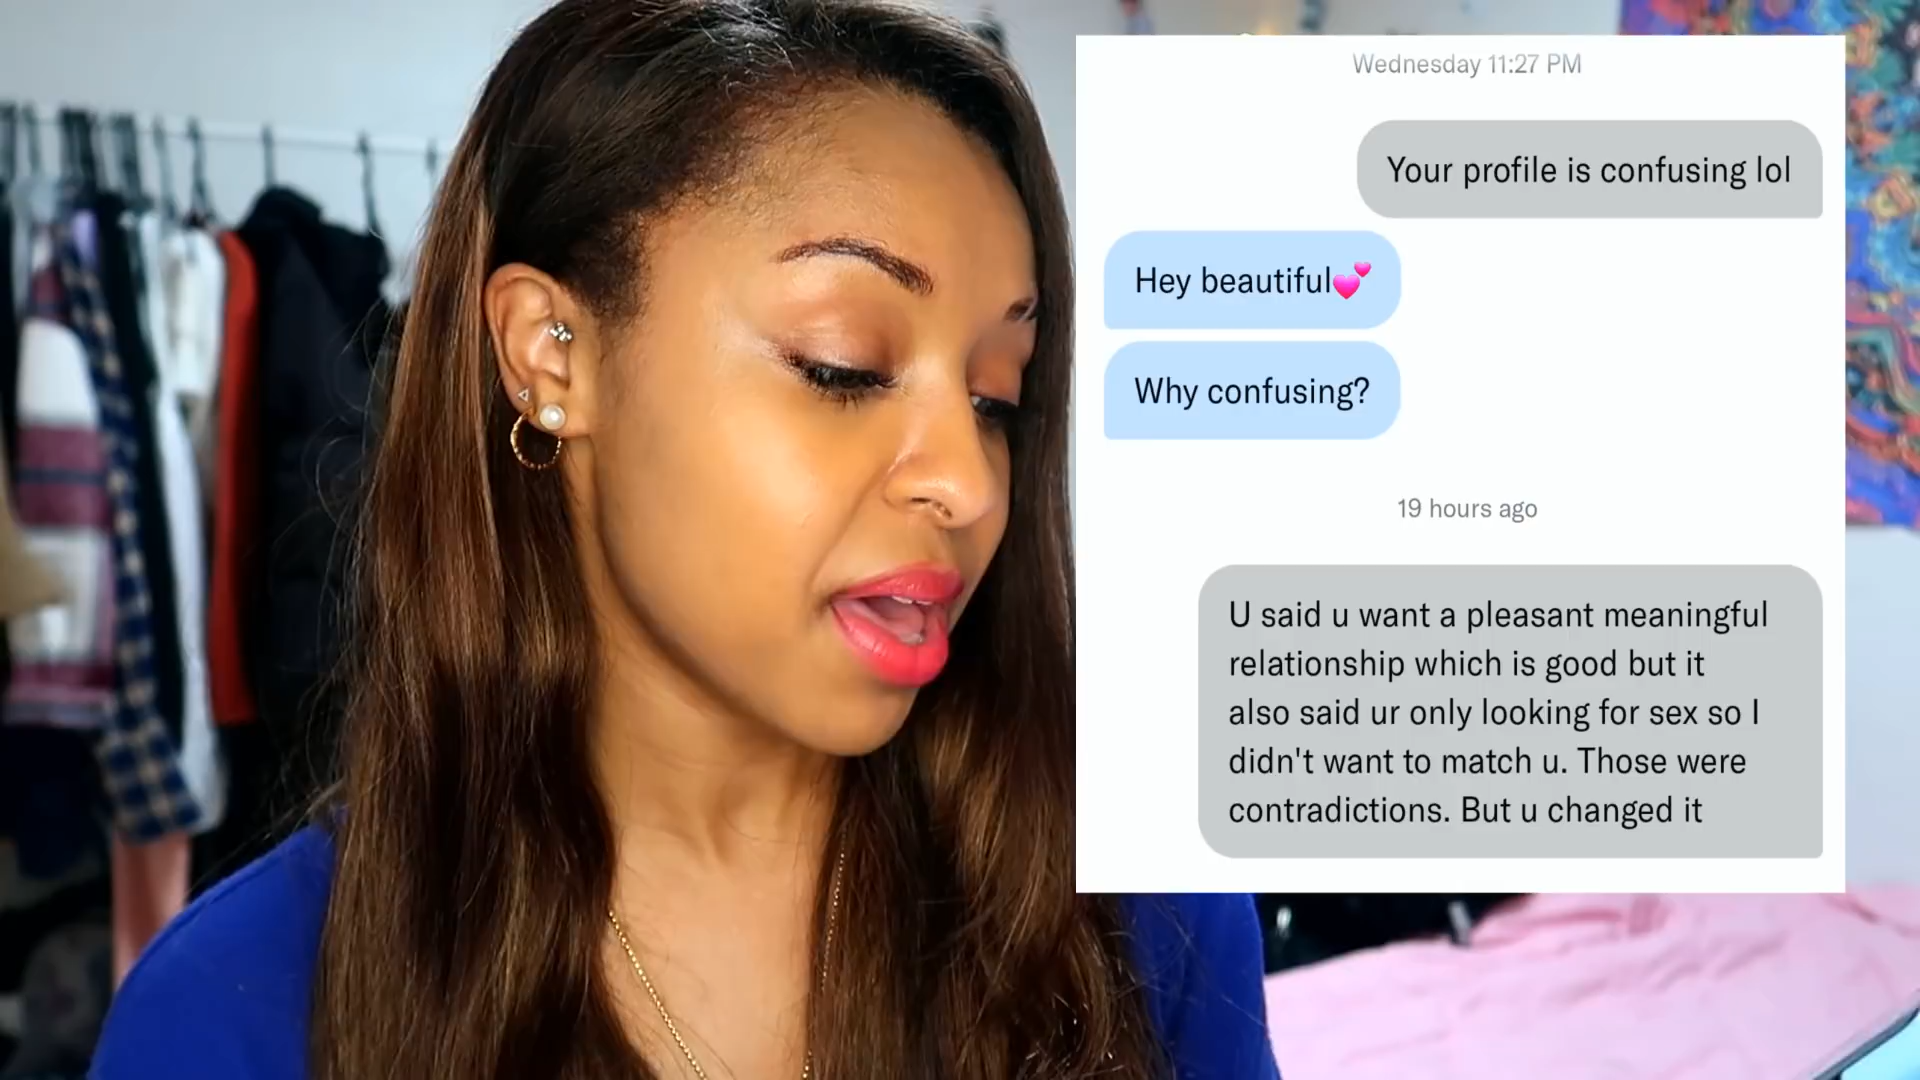 Wednesday 11:27 PM
Your profile is confusing lol
Hey beautiful💕
Why confusing?
19 hours ago
U said u want a pleasant meaningful
relationship which is good but it
also said ur only looking for sex so I
didn't want to match u. Those were
contradictions. But u changed it